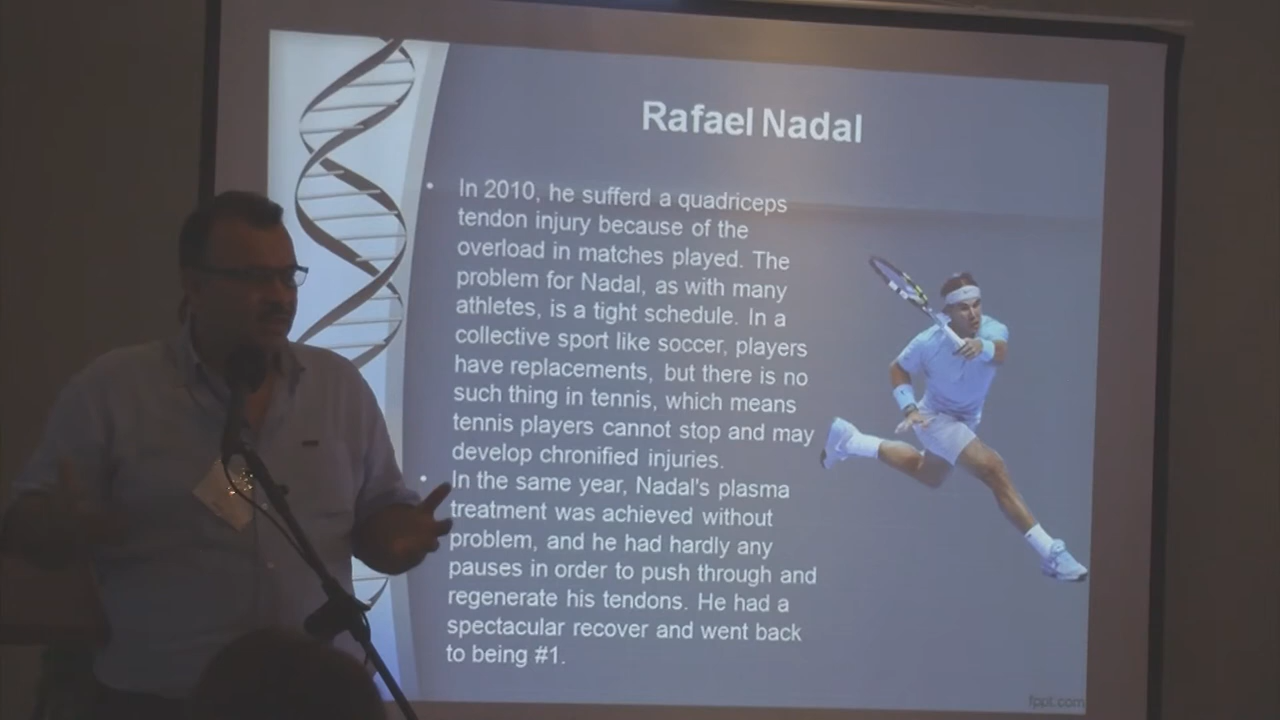 Rafael Nadal
• In 2010, he sufferd a quadriceps
tendon injury because of the
overload in matches played. The
problem for Nadal, as with many
athletes, is a tight schedule. In a
collective sport like soccer, players
have replacements, but there is no
such thing in tennis, which means
tennis players cannot stop and may
develop chronified injuries.
• In the same year, Nadal's plasma
treatment was achieved without
problem, and he had hardly any
pauses in order to push through and
regenerate his tendons. He had a
spectacular recover and went back
to being #1.
fppt.com